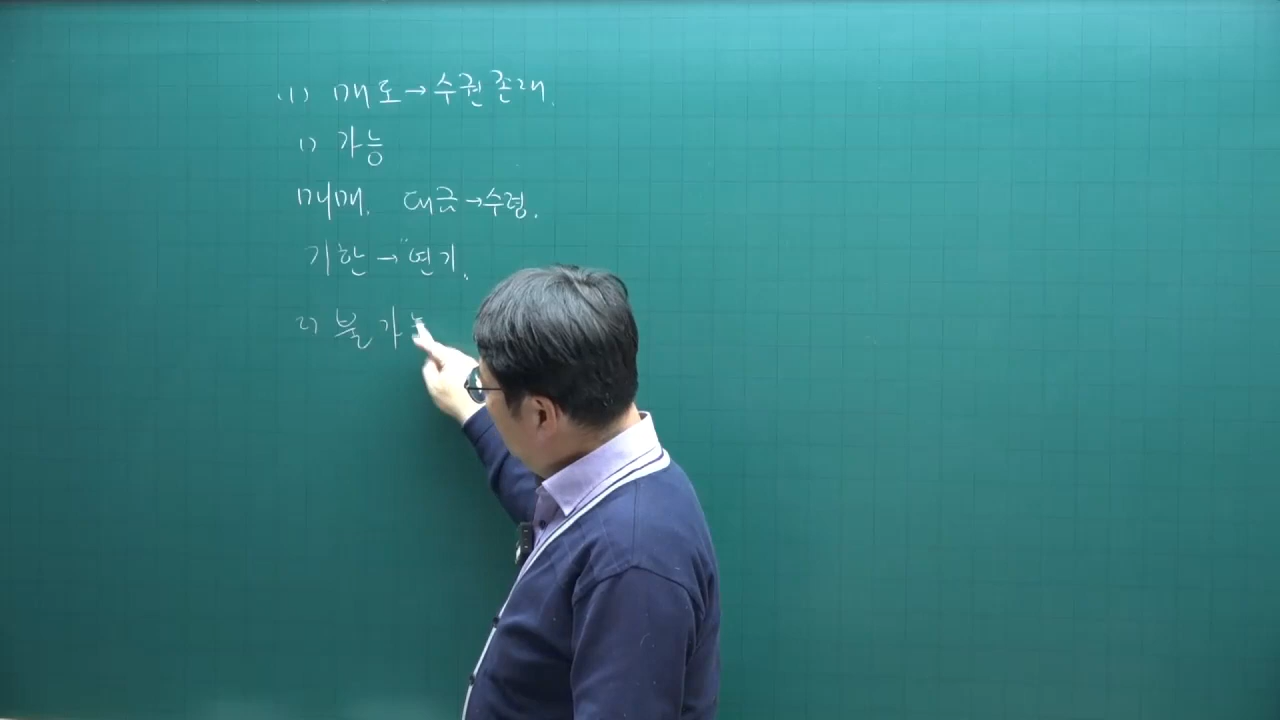 (1) 매도→수권존재.
1) 가능
매매. 대금→수령.
기한→연기.
2) 불가능